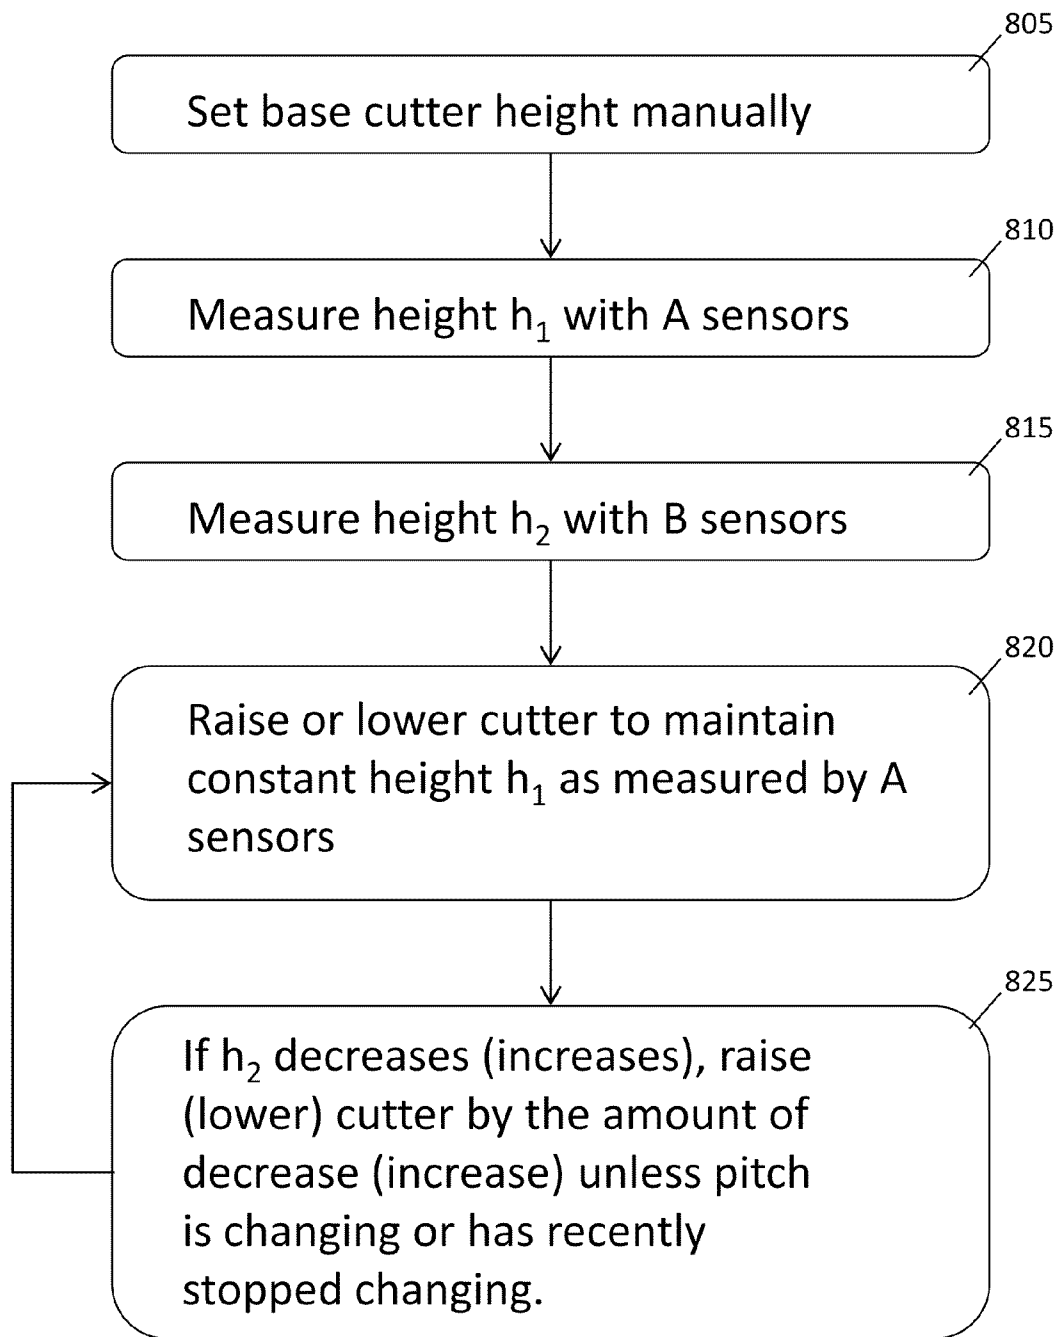 805
Set base cutter height manually
810
Measure height h₁ with A sensors
815
Measure height h₂ with B sensors
820
Raise or lower cutter to maintain
constant height h₁ as measured by A
sensors
825
If h₂ decreases (increases), raise
(lower) cutter by the amount of
decrease (increase) unless pitch
is changing or has recently
stopped changing.